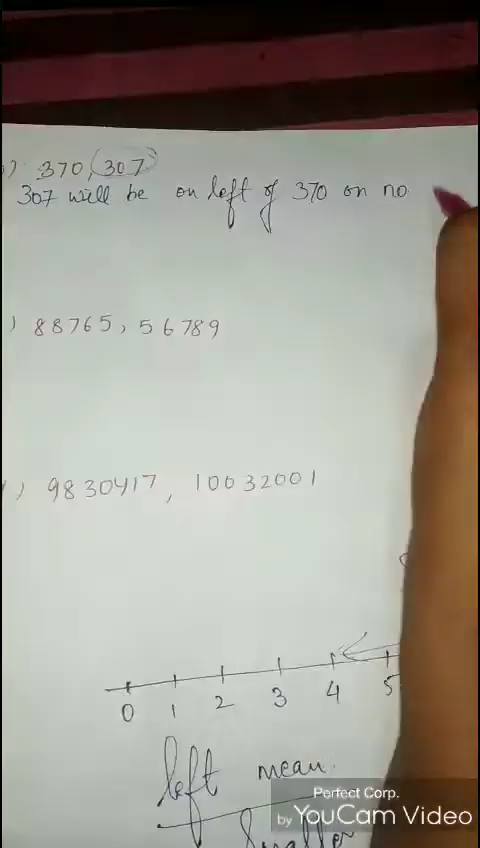 ) 370, 307
307 will be on left of 370 on no
) 88765, 56789
) 9830417, 10032001
0 1 2 3 4 5
left mean
Smaller
Perfect Corp.
by YouCam Video